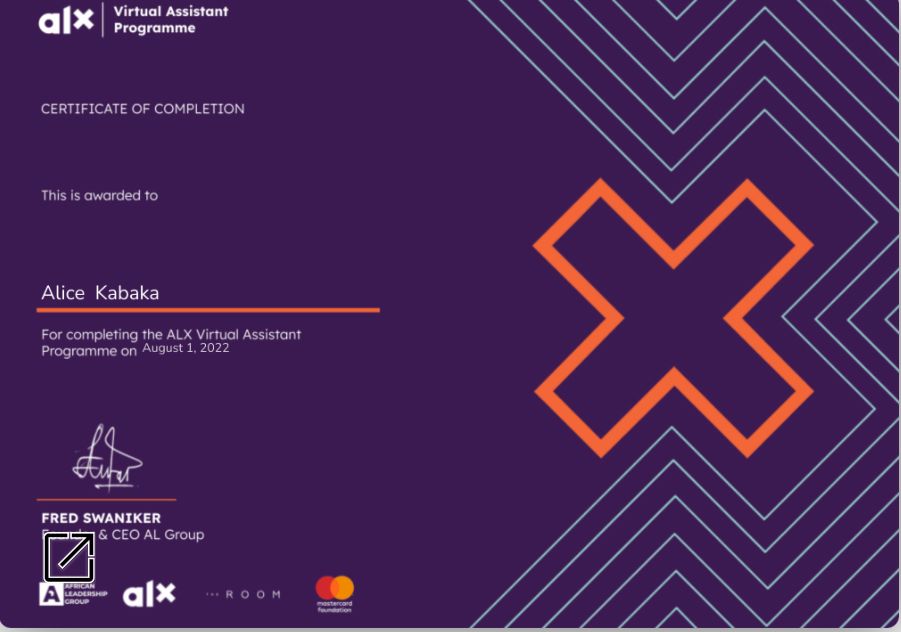 alx
Virtual Assistant
Programme
CERTIFICATE OF COMPLETION
This is awarded to
Alice Kabaka
For completing the ALX Virtual Assistant
Programme on August 1, 2022
FRED SWANIKER
& CEO AL Group
A AFRICAN
LEADERSHIP
GROUP
alx
ROOM
mastercard
foundation